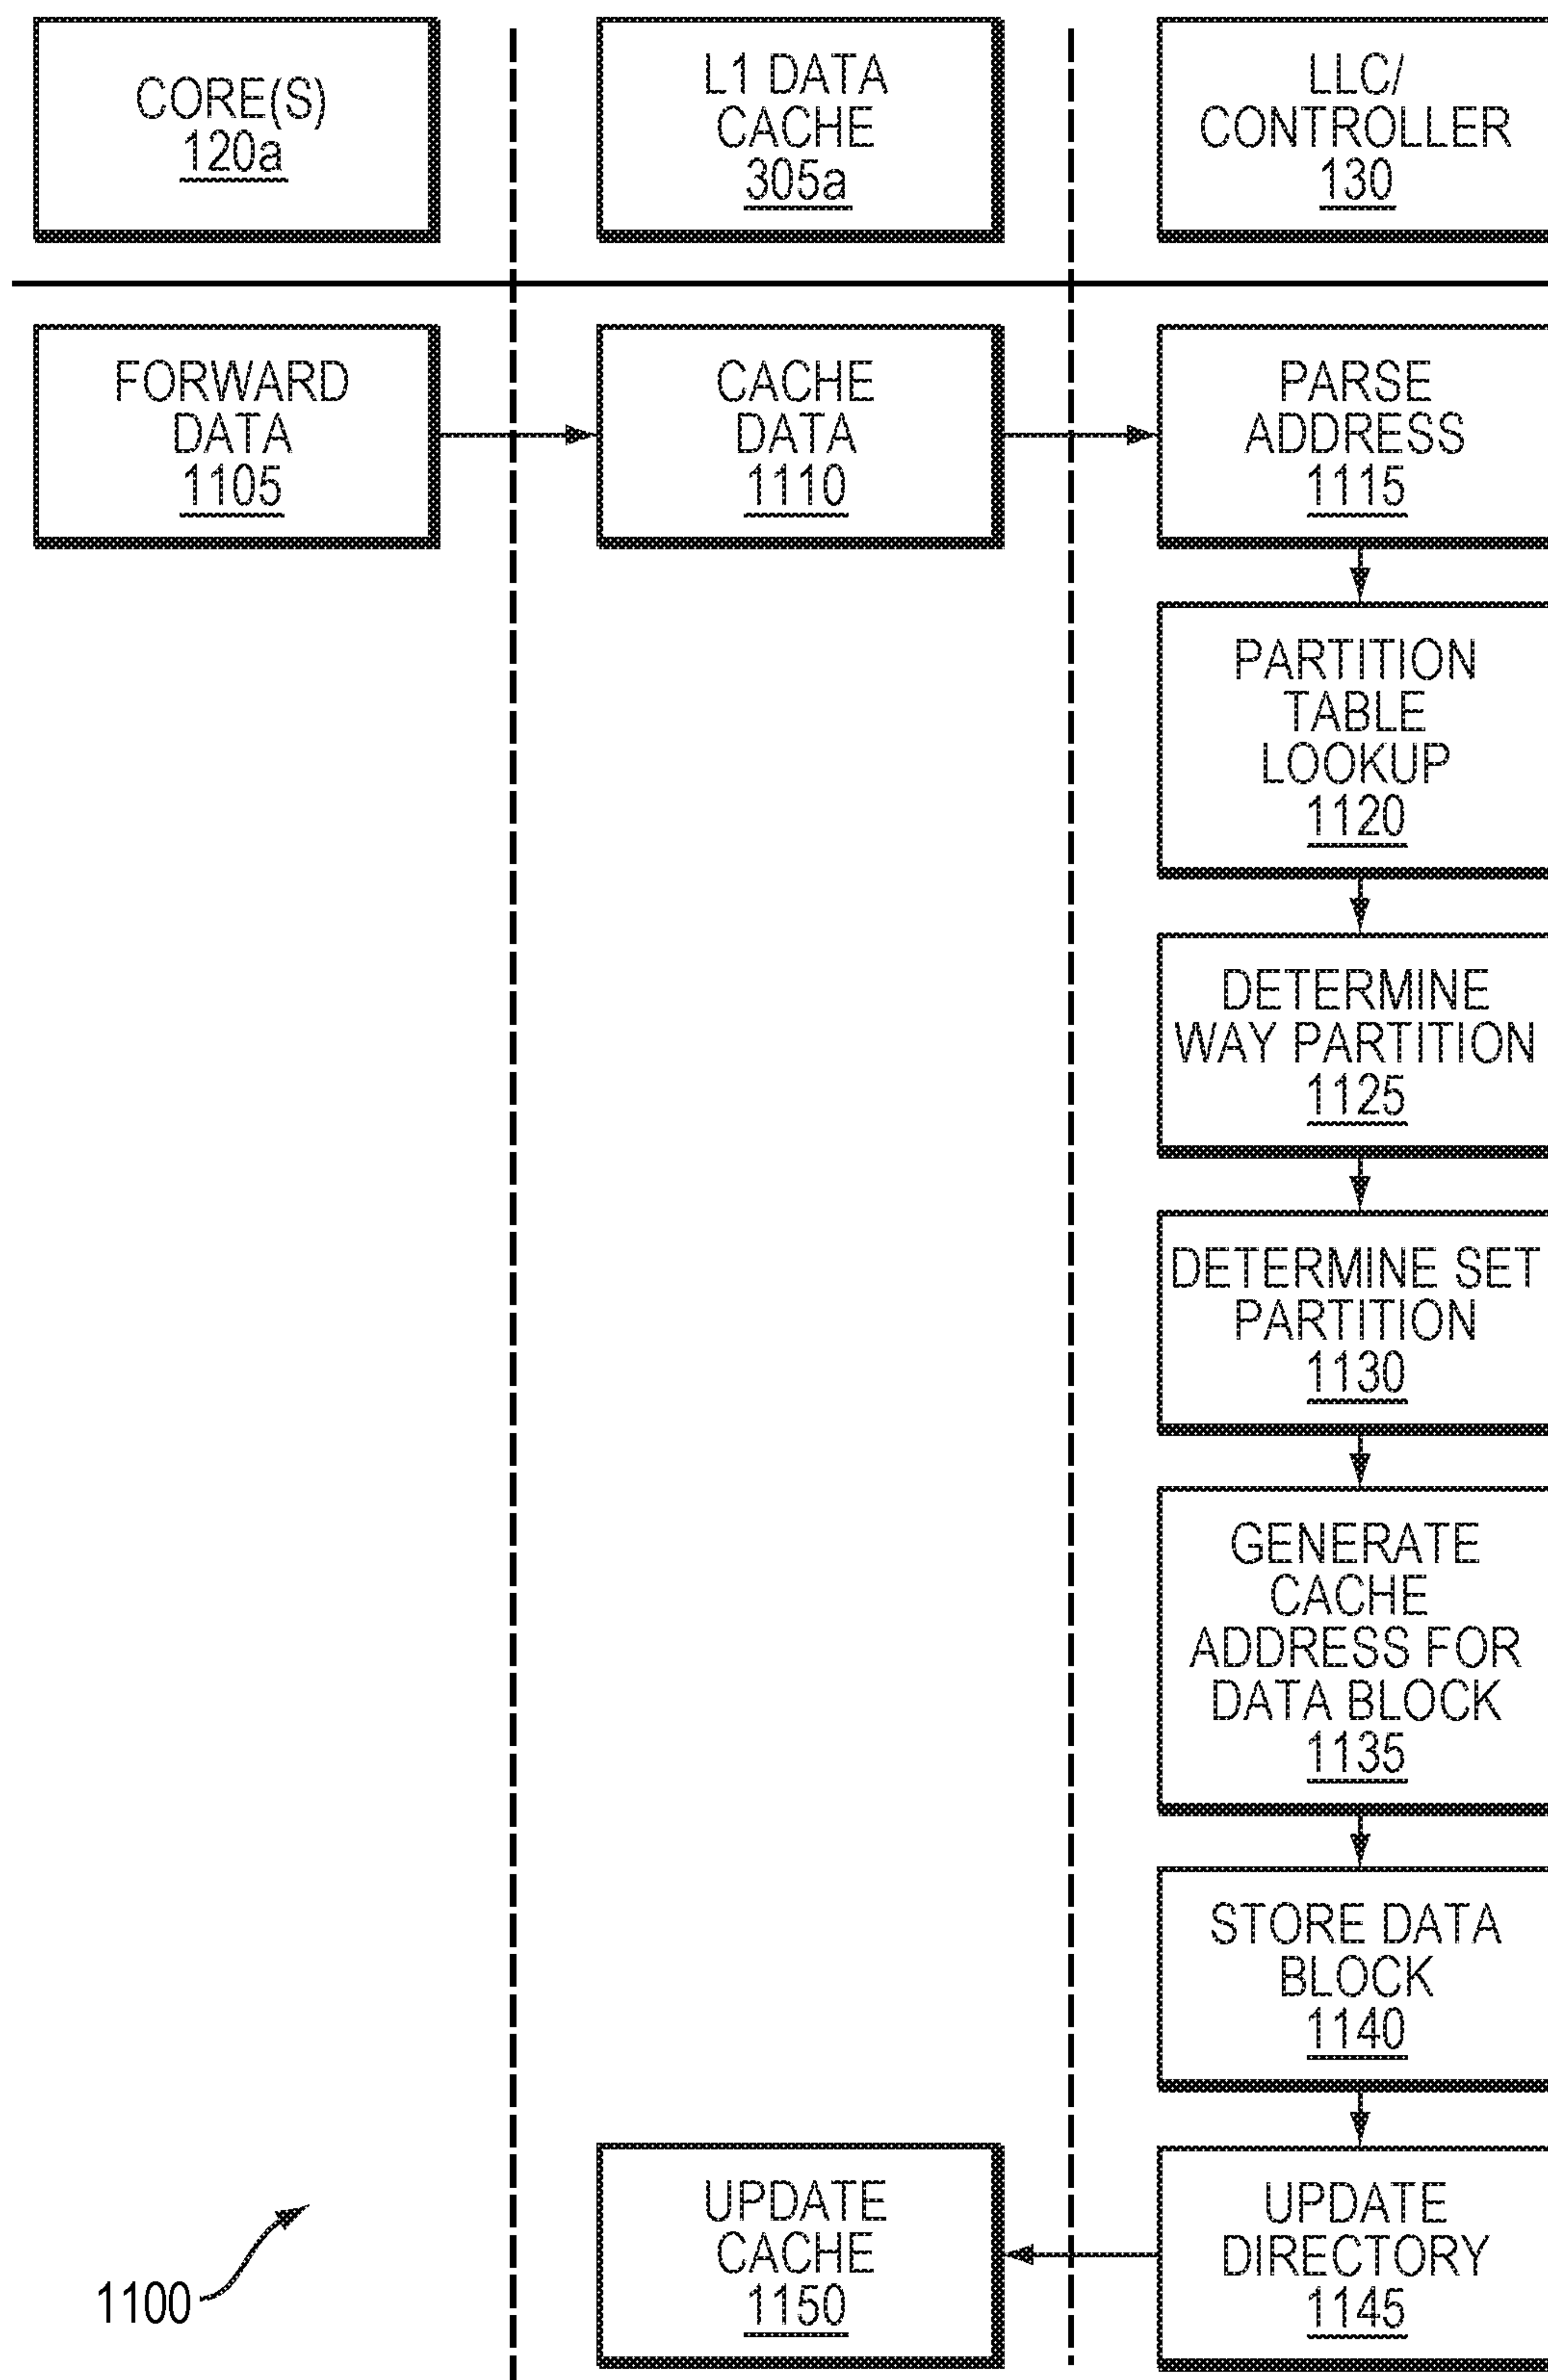 CORE(S)
120a
L1 DATA
CACHE
305a
LLC/
CONTROLLER
130
FORWARD
DATA
1105
CACHE
DATA
1110
PARSE
ADDRESS
1115
PARTITION
TABLE
LOOKUP
1120
DETERMINE
WAY PARTITION
1125
DETERMINE SET
PARTITION
1130
GENERATE
CACHE
ADDRESS FOR
DATA BLOCK
1135
STORE DATA
BLOCK
1140
UPDATE
DIRECTORY
1145
UPDATE
CACHE
1150
1100